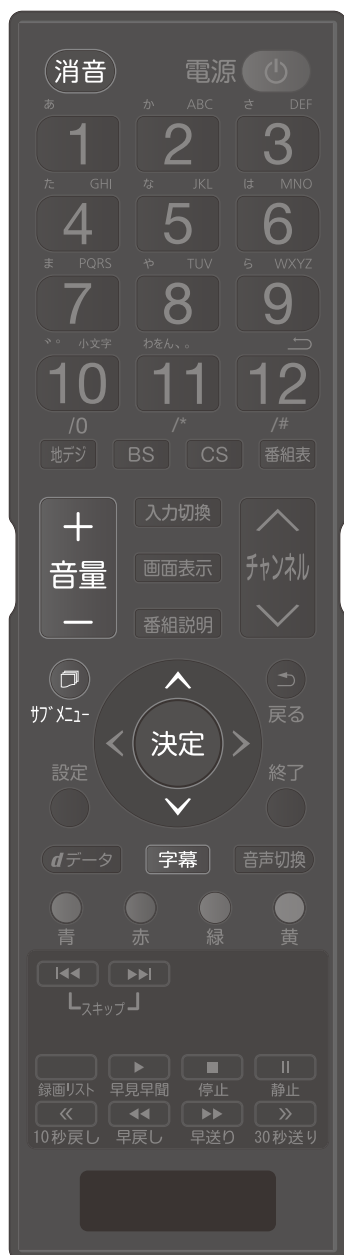 消音 電源
あ か ABC さ DEF
1 2 3
た GHI な JKL は MNO
4 5 6
ま PQRS や TUV ら WXYZ
7 8 9
゛゜ 小文字 わをん、。
10 11 12
/0 /* /#
地デジ BS CS 番組表
+ 入力切換
音量 画面表示 チャンネル
− 番組説明
サブメニュー 決定 戻る
設定 終了
dデータ 字幕 音声切換
青 赤 緑 黄
スキップ
録画リスト 早見早聞 停止 静止
10秒戻し 早戻し 早送り 30秒送り